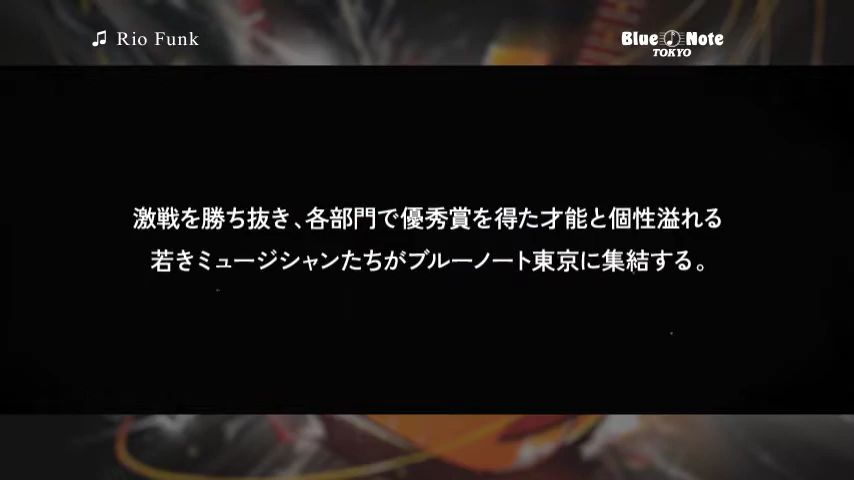 ♫ Rio Funk
Blue Note
TOKYO
激戦を勝ち抜き、各部門で優秀賞を得た才能と個性溢れる
若きミュージシャンたちがブルーノート東京に集結する。